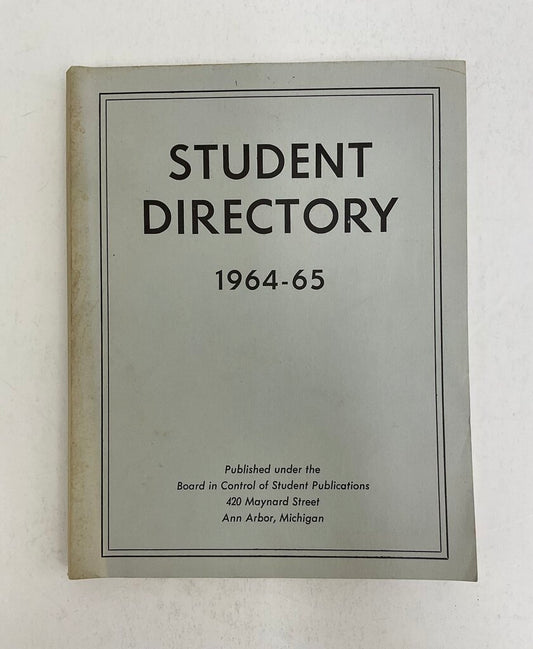 STUDENT
DIRECTORY
1964-65
Published under the
Board in Control of Student Publications
420 Maynard Street
Ann Arbor, Michigan